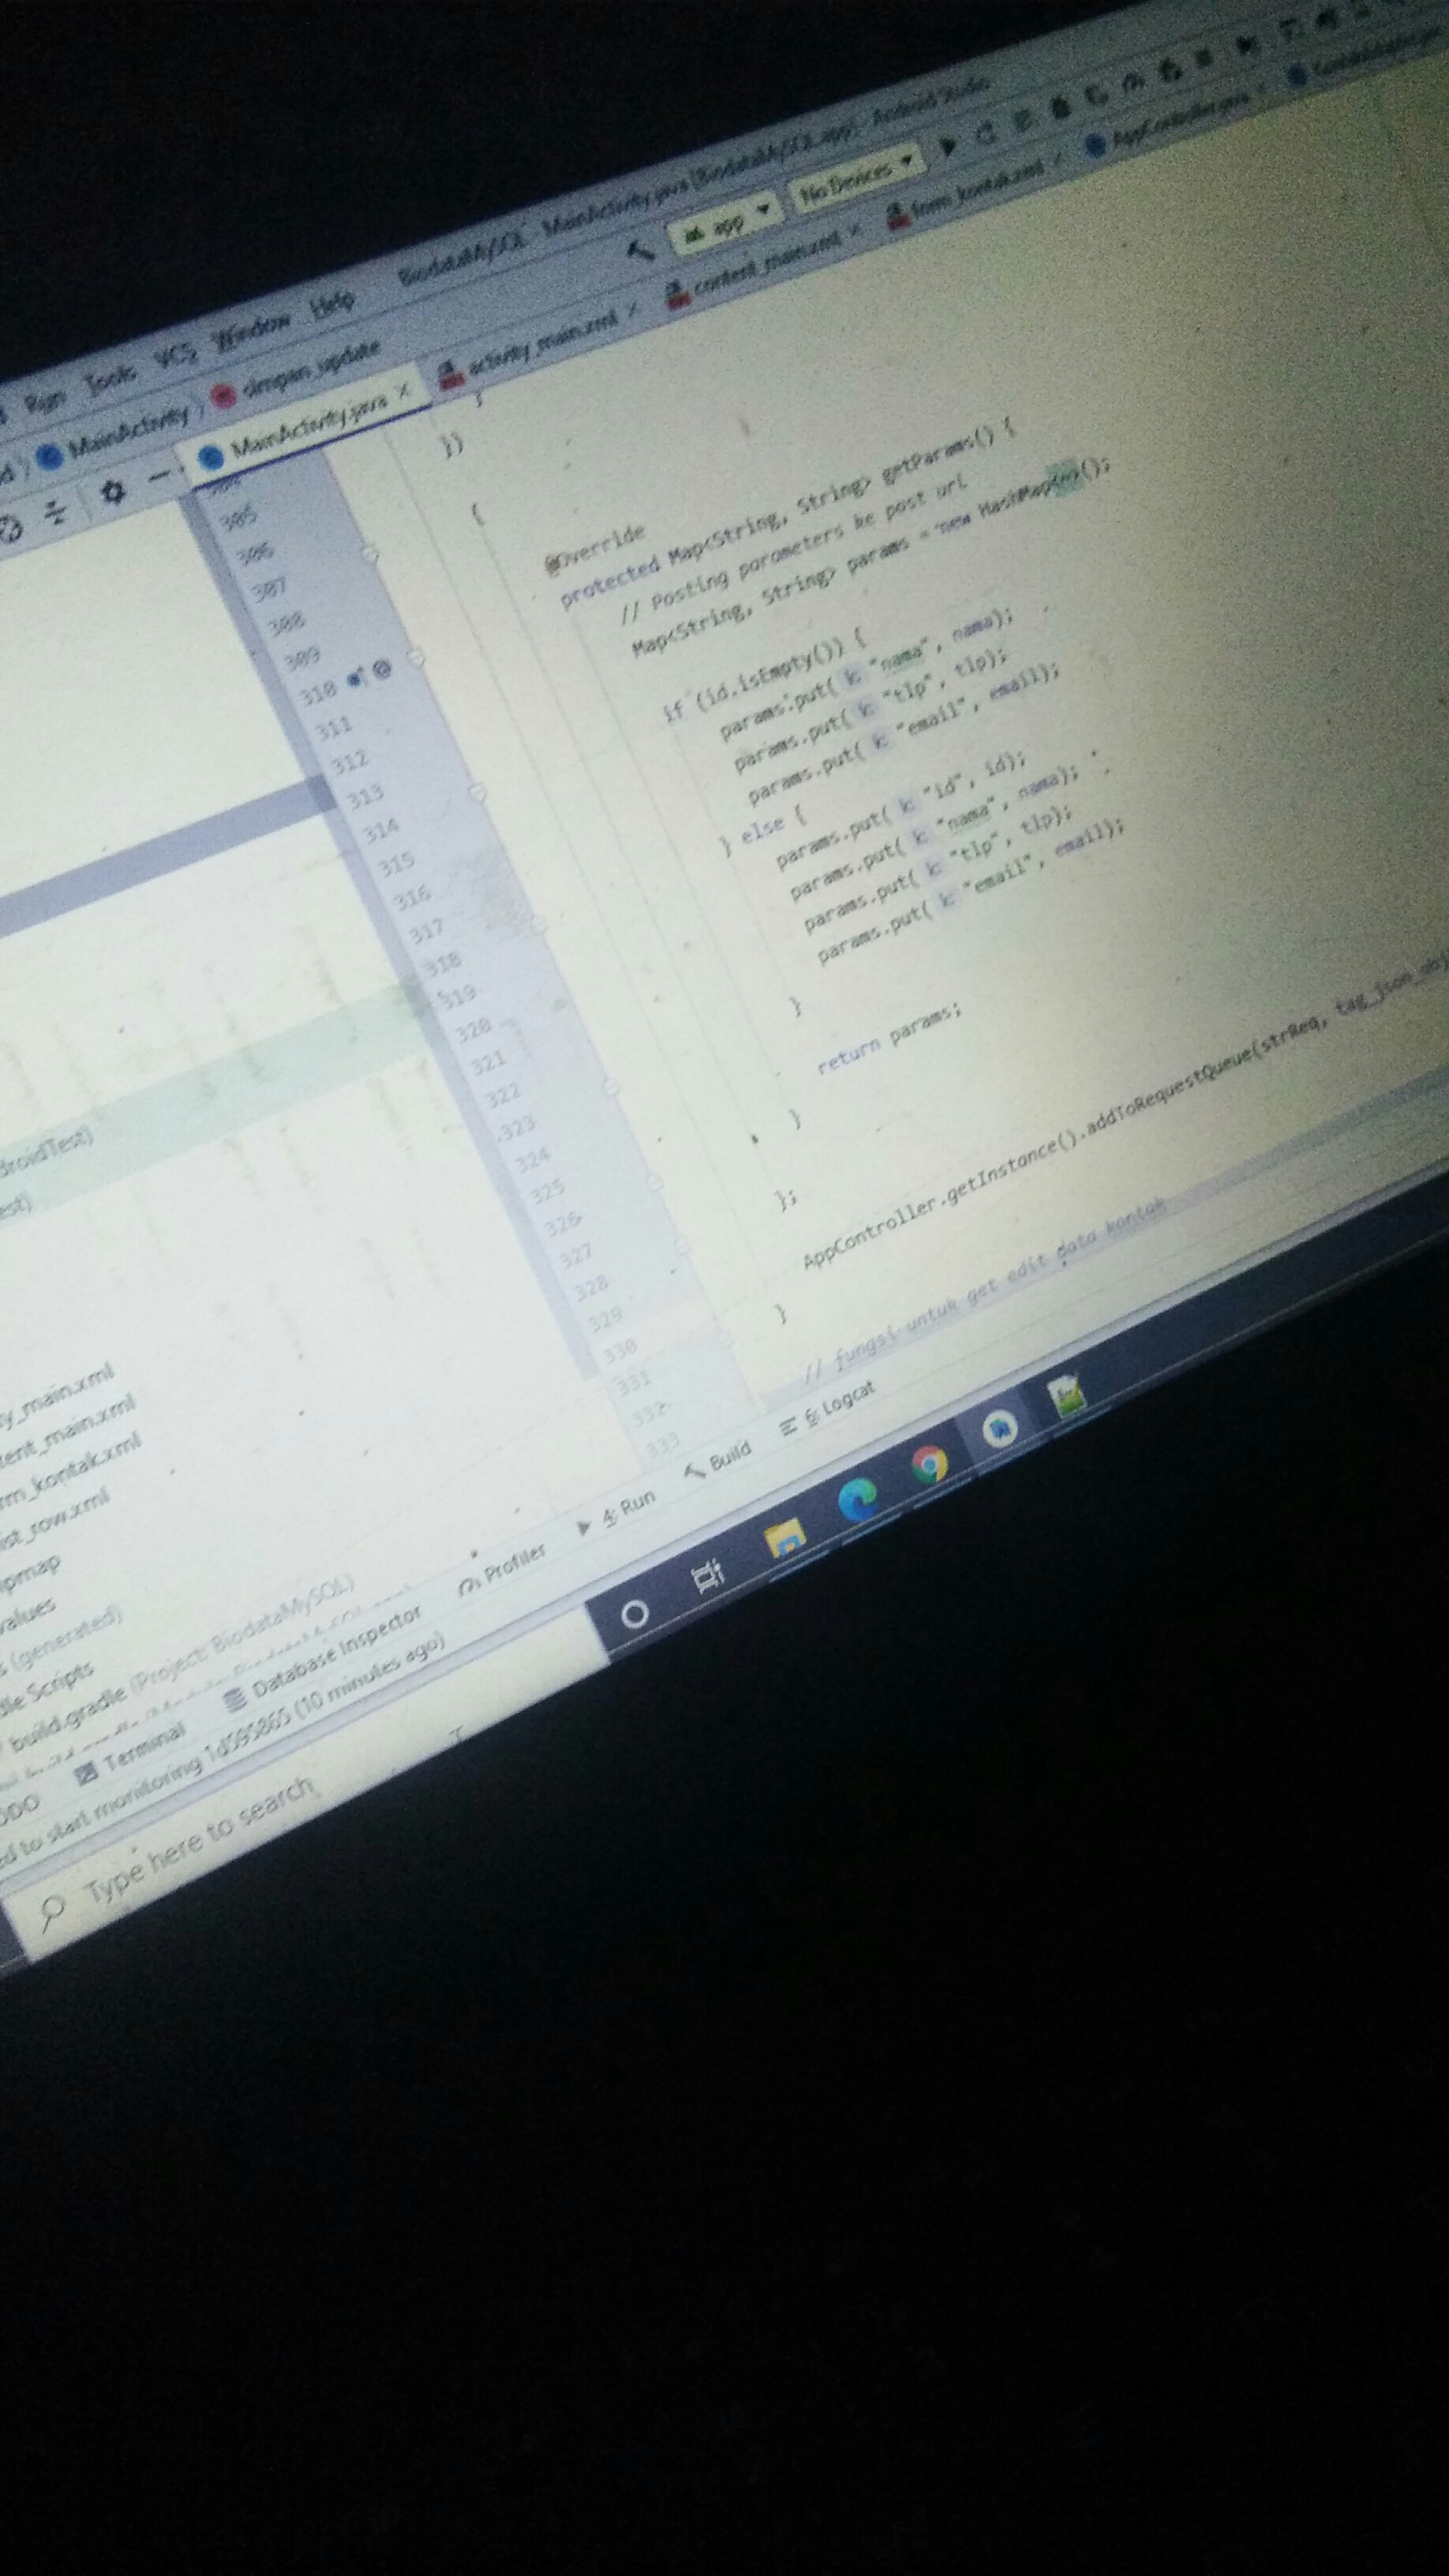 BiodataMySQL - MainActivity.java [BiodataMySQL.app] - Android Studio
Run Tools VCS Window Help
app No Devices
MainActivity simpan_update
MainActivity.java activity_main.xml content_main.xml form_kontak.xml AppController.java
305
306
307
308
309
310
311
312
313
314
315
316
317
318
319
320
321
322
323
324
325
326
327
328
329
330
331
332
333
}
})
{
@Override
protected Map<String, String> getParams() {
// Posting parameters ke post url
Map<String, String> params = new HashMap<>();
if (id.isEmpty()) {
params.put( k: "nama", nama);
params.put( k: "tlp", tlp);
params.put( k: "email", email);
} else {
params.put( k: "id", id);
params.put( k: "nama", nama);
params.put( k: "tlp", tlp);
params.put( k: "email", email);
}
return params;
}
};
AppController.getInstance().addToRequestQueue(strReq, tag_json_obj
}
// fungsi untuk get edit data kontak
droidTest)
est)
ty_main.xml
tent_main.xml
rm_kontak.xml
ist_row.xml
ipmap
values
s (generated)
dle Scripts
build.gradle (Project: BiodataMySQL)
ODO Terminal Database Inspector Profiler 4: Run Build 6: Logcat
ed to start monitoring 1d595865 (10 minutes ago)
Type here to search